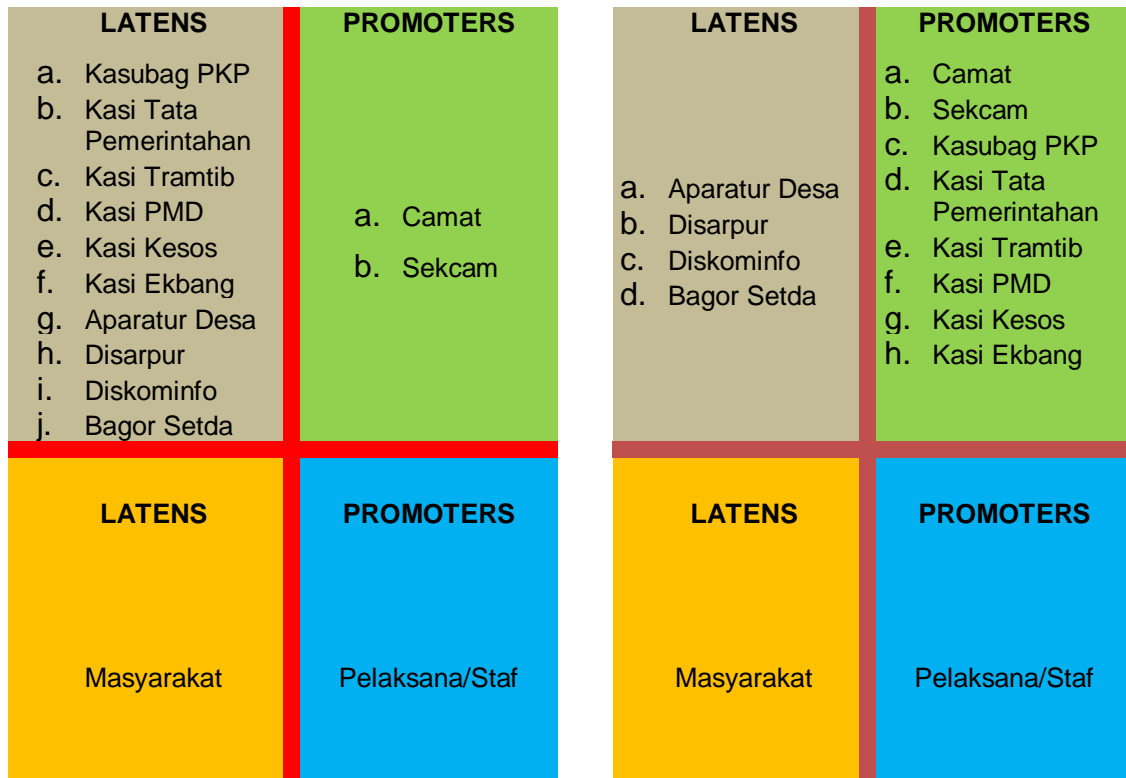 LATENS
a. Kasubag PKP
b. Kasi Tata
Pemerintahan
c. Kasi Tramtib
d. Kasi PMD
e. Kasi Kesos
f. Kasi Ekbang
g. Aparatur Desa
h. Disarpur
i. Diskominfo
j. Bagor Setda
PROMOTERS
a. Camat
b. Sekcam
LATENS
Masyarakat
PROMOTERS
Pelaksana/Staf
LATENS
a. Aparatur Desa
b. Disarpur
c. Diskominfo
d. Bagor Setda
PROMOTERS
a. Camat
b. Sekcam
c. Kasubag PKP
d. Kasi Tata
Pemerintahan
e. Kasi Tramtib
f. Kasi PMD
g. Kasi Kesos
h. Kasi Ekbang
LATENS
Masyarakat
PROMOTERS
Pelaksana/Staf